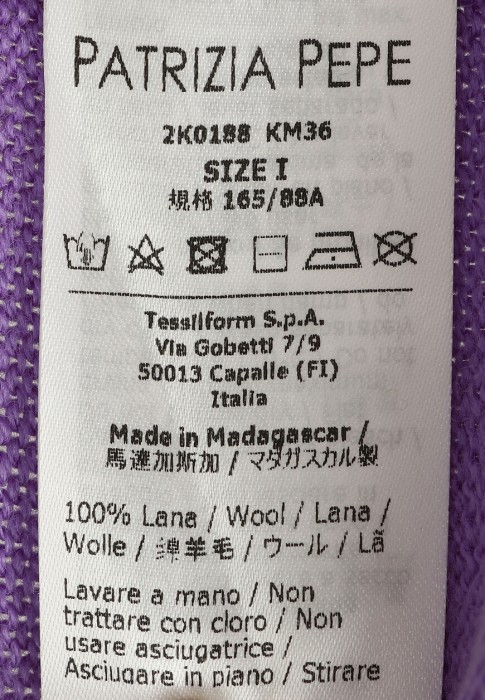 PATRIZIA PEPE
2K0188 KM36
SIZE I
規格 165/88A
Tessilform S.p.A.
Via Gobetti 7/9
50013 Capalle (FI)
Italia
Made in Madagascar /
馬達加斯加 / マダガスカル製
100% Lana / Wool / Lana /
Wolle / 綿羊毛 / ウール / Lã
Lavare a mano / Non
trattare con cloro / Non
usare asciugatrice /
Asciugare in piano / Stirare